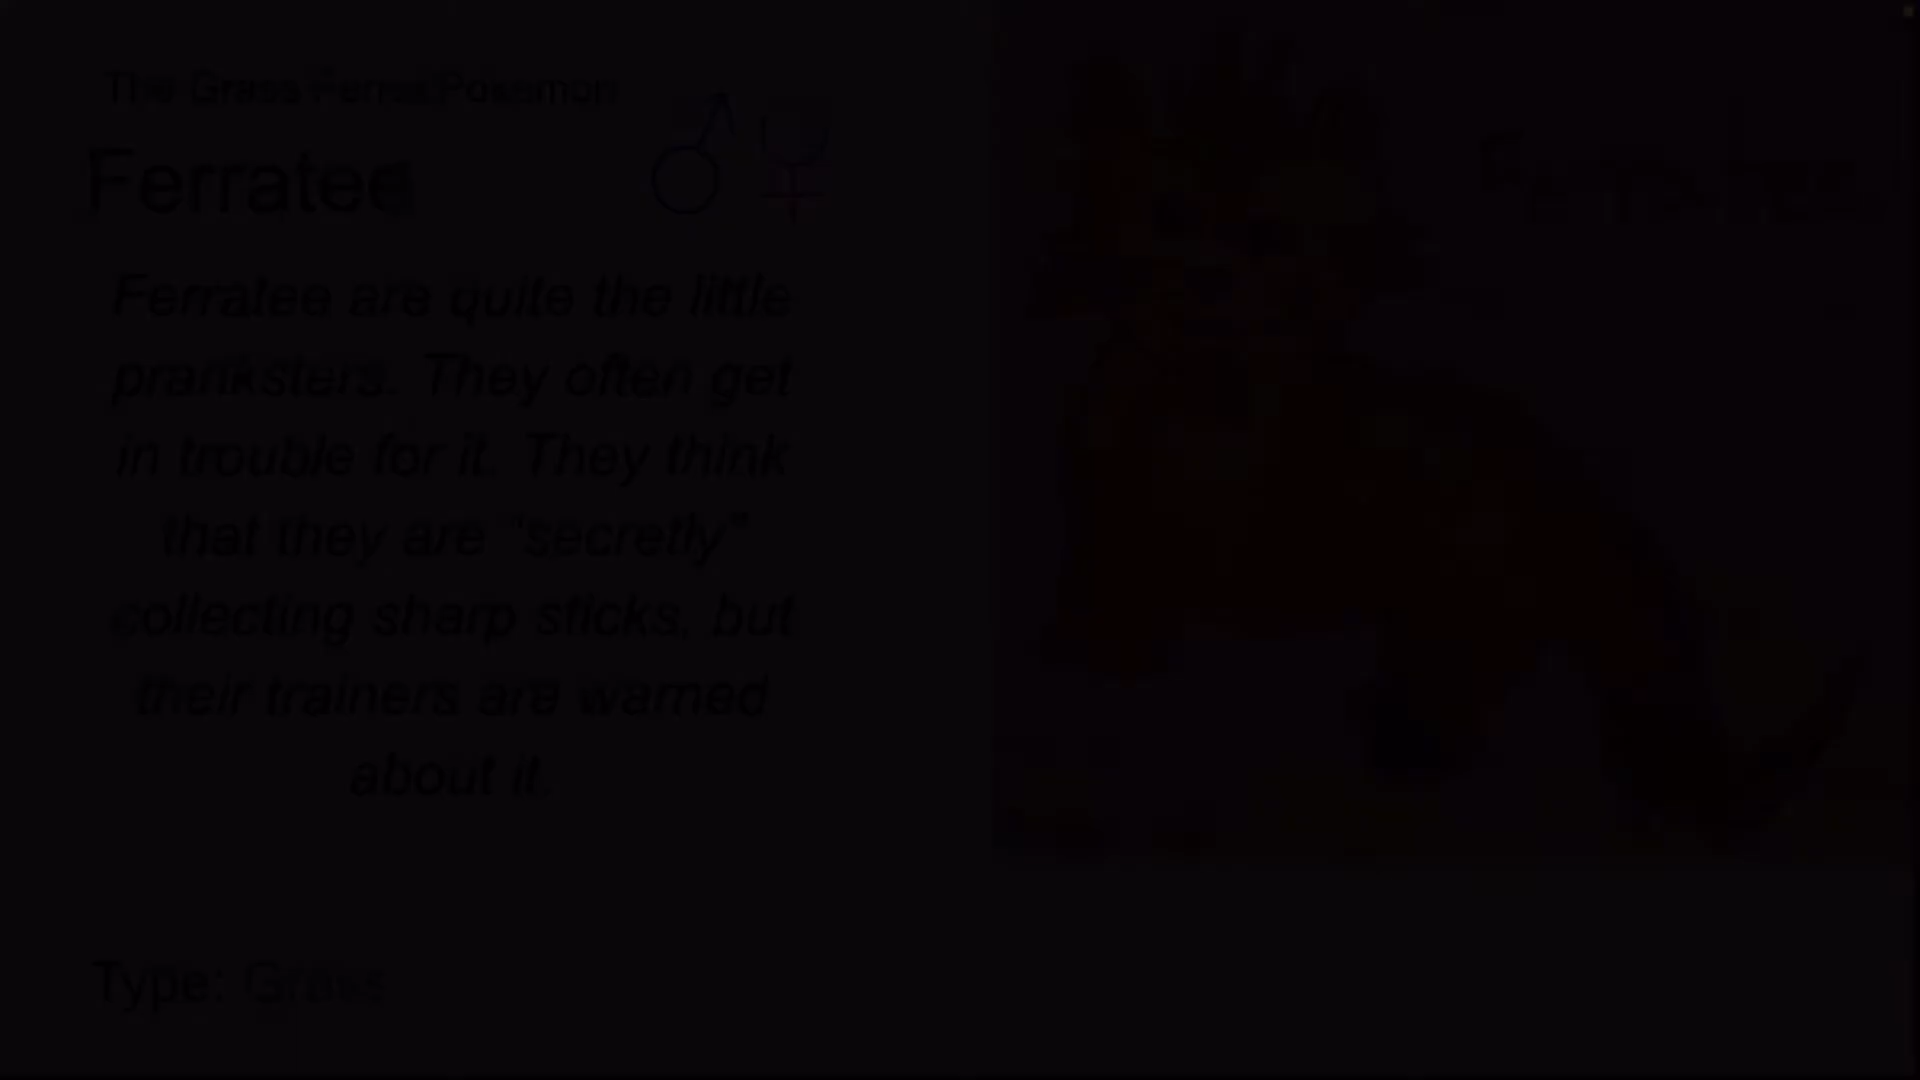 The Grass Ferret Pokemon
Ferratee
Ferratee are quite the little
pranksters. They often get
in trouble for it. They think
that they are "secretly"
collecting sharp sticks, but
their trainers are warned
about it.
Type: Grass